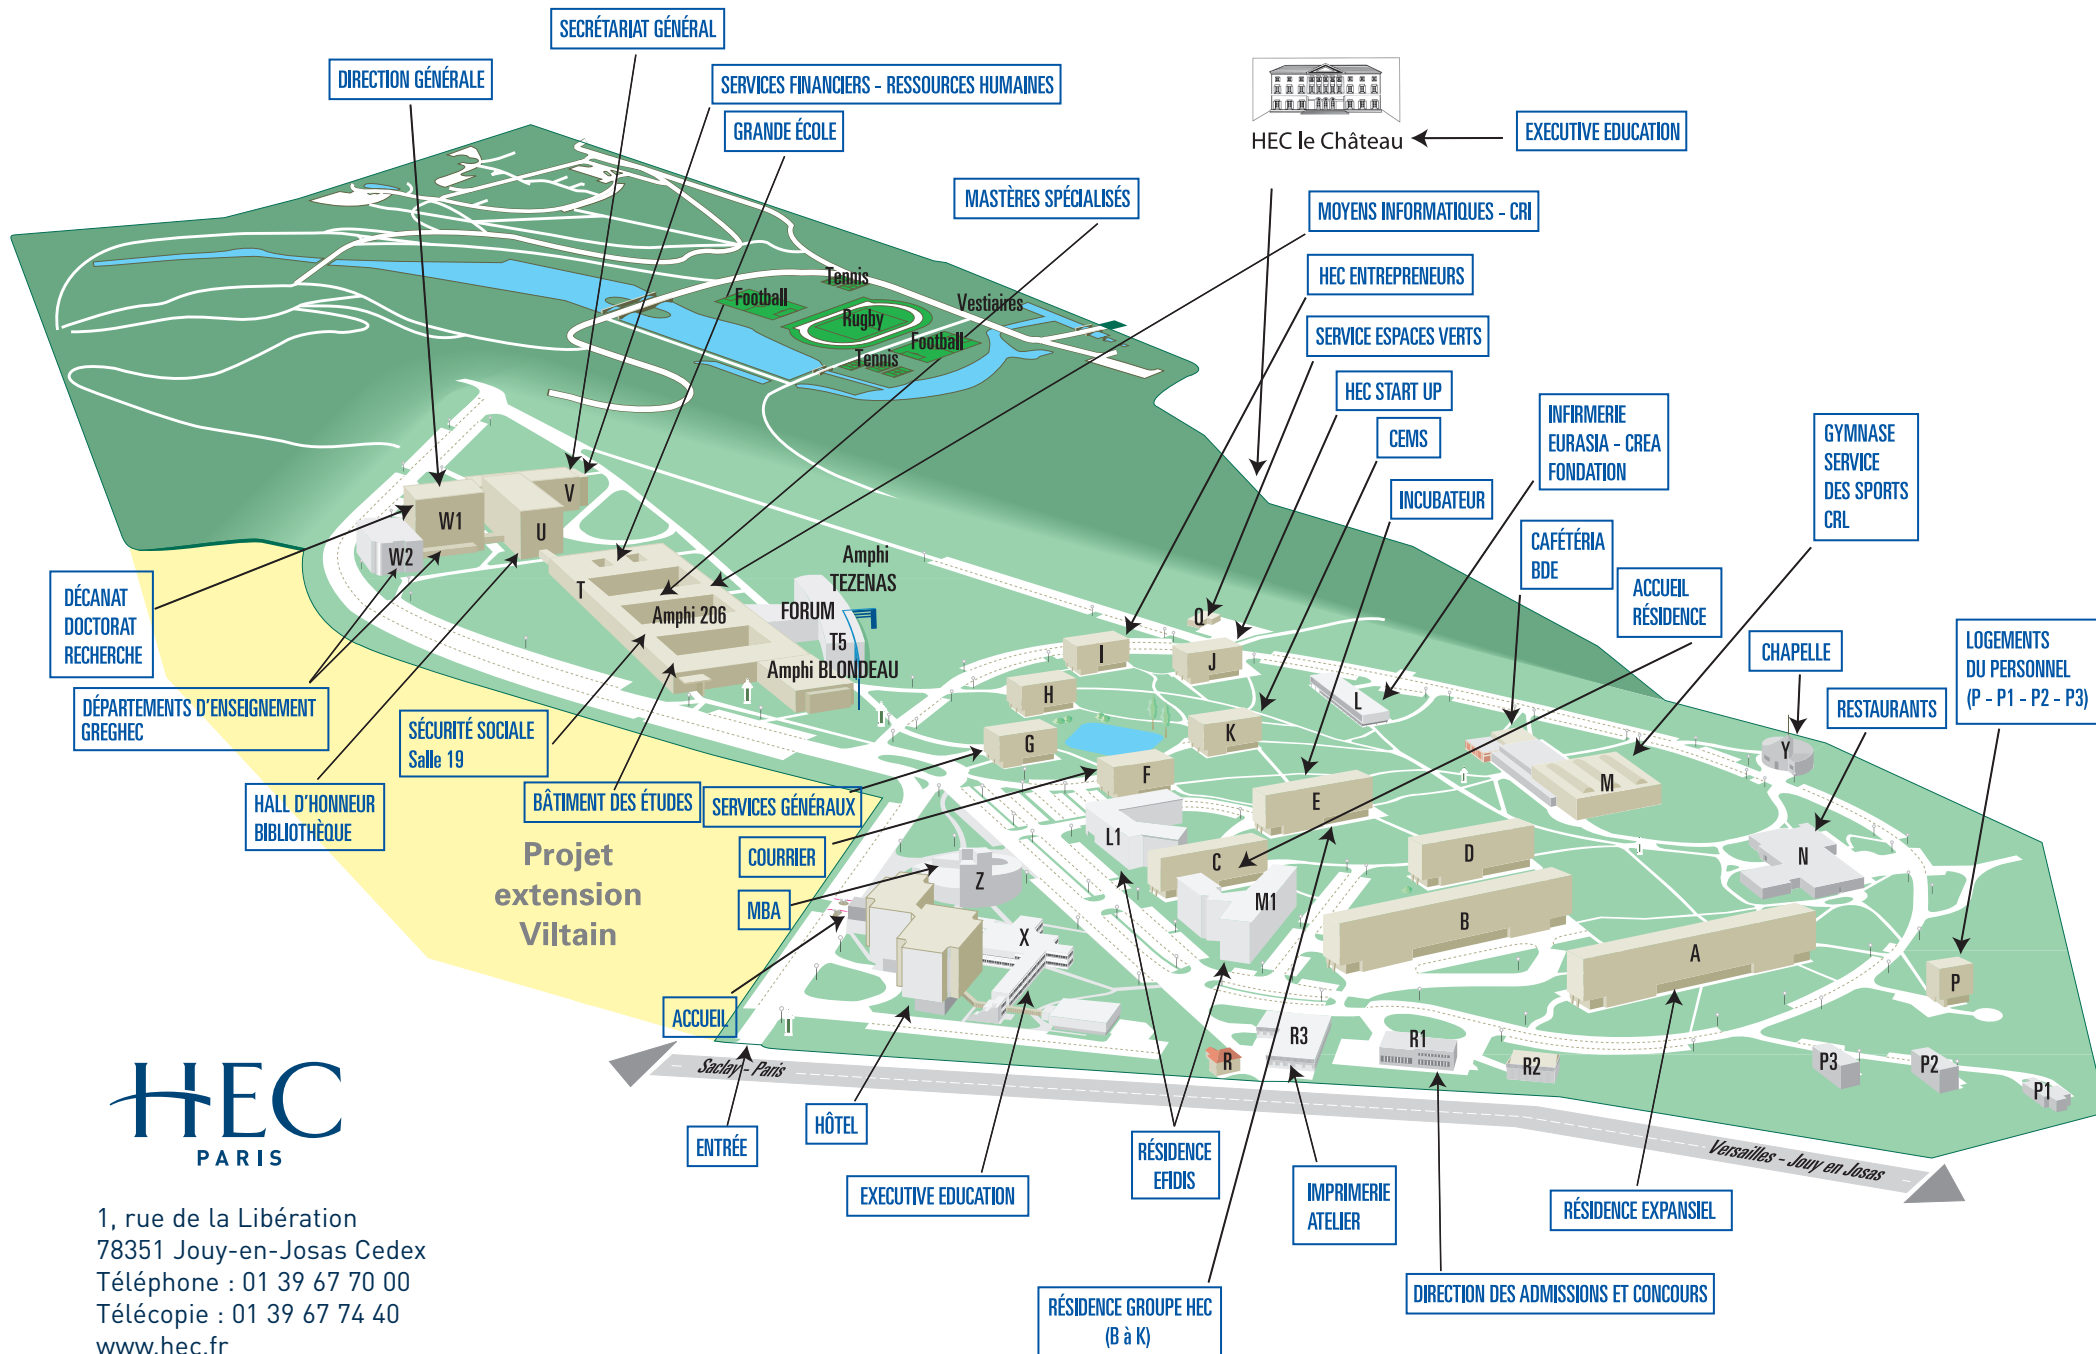 SECRÉTARIAT GÉNÉRAL
DIRECTION GÉNÉRALE
SERVICES FINANCIERS - RESSOURCES HUMAINES
GRANDE ÉCOLE
HEC le Château
EXECUTIVE EDUCATION
MASTÈRES SPÉCIALISÉS
MOYENS INFORMATIQUES - CRI
HEC ENTREPRENEURS
SERVICE ESPACES VERTS
HEC START UP
CEMS
INCUBATEUR
INFIRMERIE
EURASIA - CREA
FONDATION
GYMNASE
SERVICE
DES SPORTS
CRL
CAFÉTÉRIA
BDE
ACCUEIL
RÉSIDENCE
CHAPELLE
LOGEMENTS
DU PERSONNEL
(P - P1 - P2 - P3)
RESTAURANTS
Tennis
Football
Rugby
Vestiaires
Football
Tennis
V
W1
U
W2
T
Amphi 206
Amphi
TEZENAS
FORUM
T5
Amphi BLONDEAU
Q
I
J
H
L
G
K
F
E
M
Y
L1
C
D
N
Z
M1
B
X
A
P
R3
R1
R
R2
P3
P2
P1
DÉCANAT
DOCTORAT
RECHERCHE
DÉPARTEMENTS D'ENSEIGNEMENT
GREGHEC
SÉCURITÉ SOCIALE
Salle 19
HALL D'HONNEUR
BIBLIOTHÈQUE
BÂTIMENT DES ÉTUDES
SERVICES GÉNÉRAUX
Projet
extension
Viltain
COURRIER
MBA
ACCUEIL
Saclay - Paris
Versailles - Jouy en Josas
ENTRÉE
HÔTEL
EXECUTIVE EDUCATION
RÉSIDENCE
EFIDIS
IMPRIMERIE
ATELIER
RÉSIDENCE EXPANSIEL
DIRECTION DES ADMISSIONS ET CONCOURS
RÉSIDENCE GROUPE HEC
(B à K)
HEC
PARIS
1, rue de la Libération
78351 Jouy-en-Josas Cedex
Téléphone : 01 39 67 70 00
Télécopie : 01 39 67 74 40
www.hec.fr